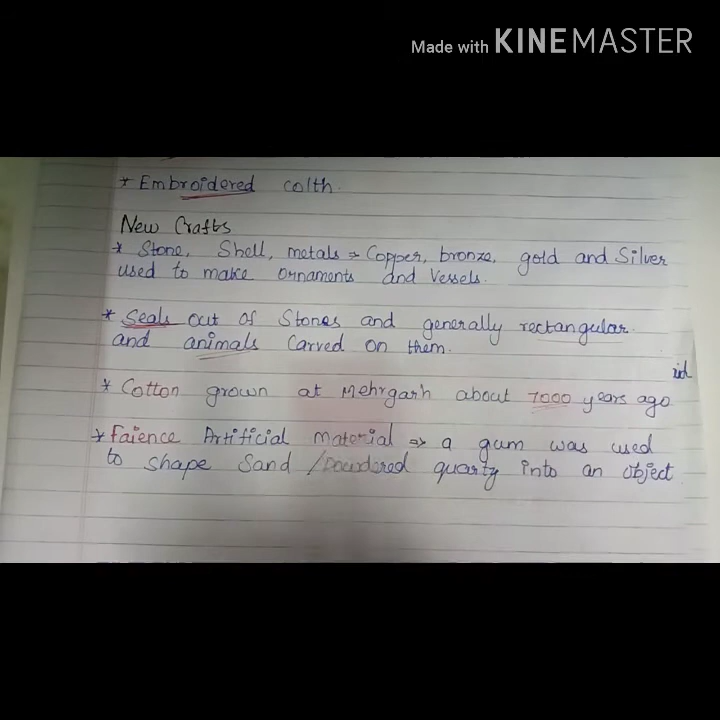 Made with KINEMASTER
* Embroidered colth.
New Crafts
* Stone, Shell, metals = Copper, bronze, gold and Silver
used to make ornaments and Vessels.
* Seals out of Stones and generally rectangular
and animals Carved on them.
* Cotton grown at Mehrgarh about 7000 years ago
* Faience Artificial material => a gum was used
to shape Sand / Powdered quarty into an object